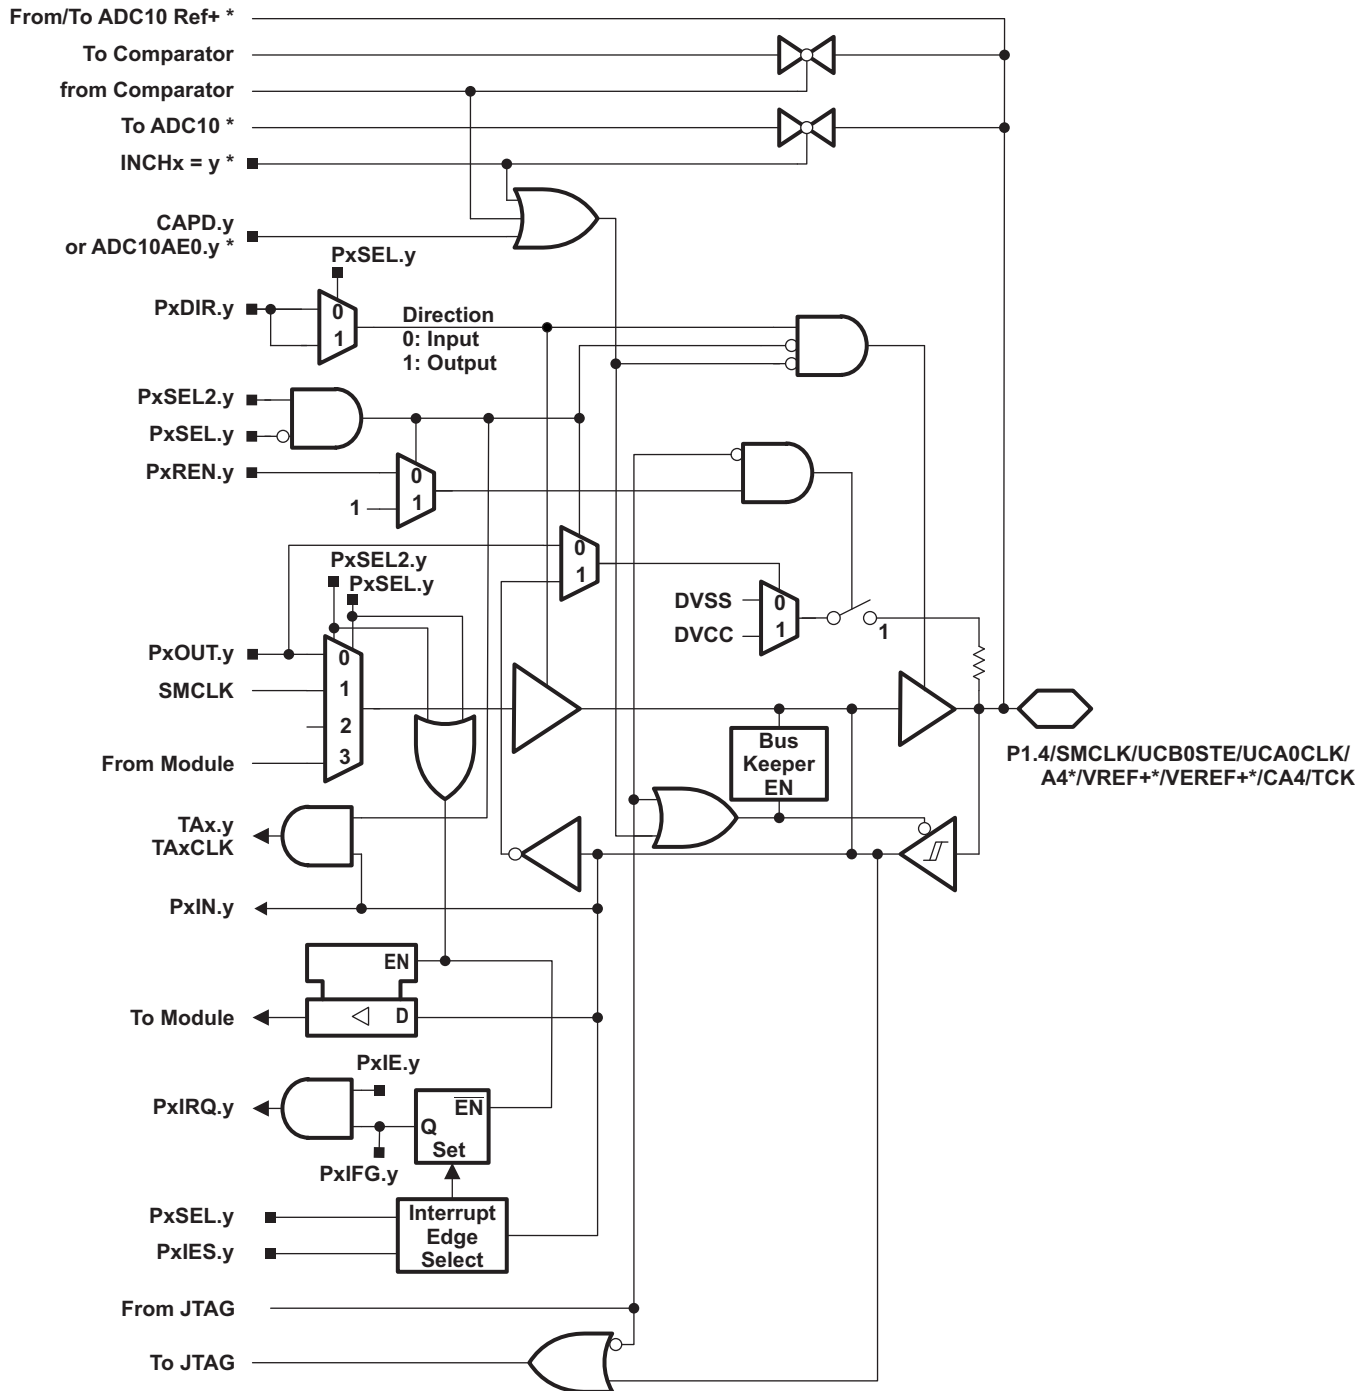 From/To ADC10 Ref+ *
To Comparator
from Comparator
To ADC10 *
INCHx = y *
CAPD.y
or ADC10AE0.y *
PxSEL.y
PxDIR.y
0
1
Direction
0: Input
1: Output
PxSEL2.y
PxSEL.y
PxREN.y
0
1
1
0
1
PxSEL2.y
PxSEL.y
DVSS
DVCC
0
1
1
PxOUT.y
SMCLK
From Module
0
1
2
3
Bus
Keeper
EN
P1.4/SMCLK/UCB0STE/UCA0CLK/
A4*/VREF+*/VEREF+*/CA4/TCK
TAx.y
TAxCLK
PxIN.y
EN
D
To Module
PxIE.y
PxIRQ.y
EN
Q
Set
PxIFG.y
PxSEL.y
PxIES.y
Interrupt
Edge
Select
From JTAG
To JTAG